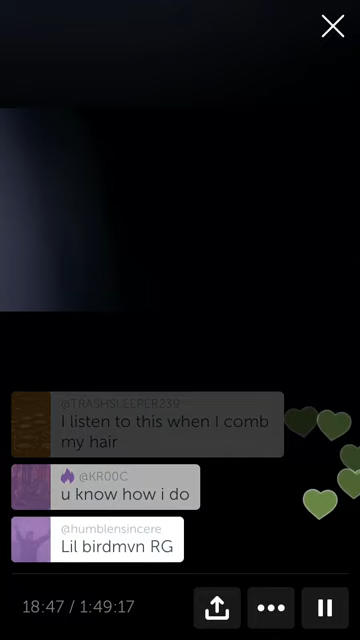 @TRASHSLEEPER239
I listen to this when I comb
my hair
@KR00C
u know how i do
@humblensincere
Lil birdmvn RG
18:47 / 1:49:17